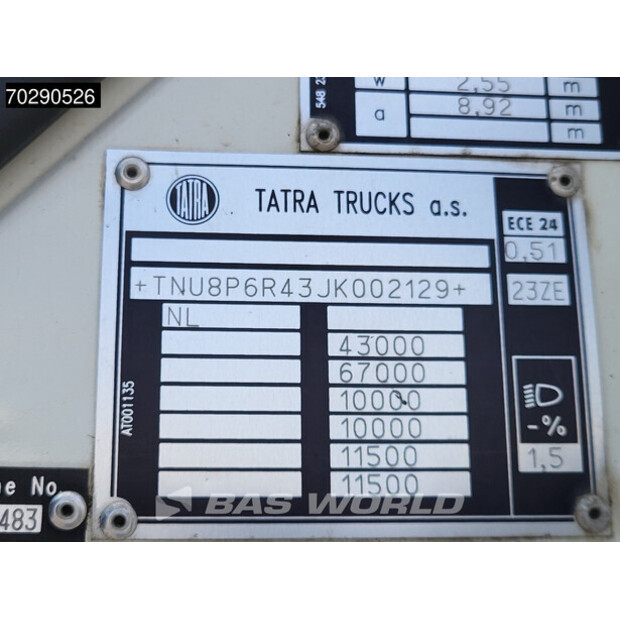 70290526
w 2,55 m
a 8,92 m
m
548 23
TATRA
TATRA TRUCKS a.s.
ECE 24
0,51
+TNU8P6R43JK002129+
23ZE
NL
43000
67000
10000
10000
-%
11500
1,5
11500
AT001135
e No
483
BAS WORLD